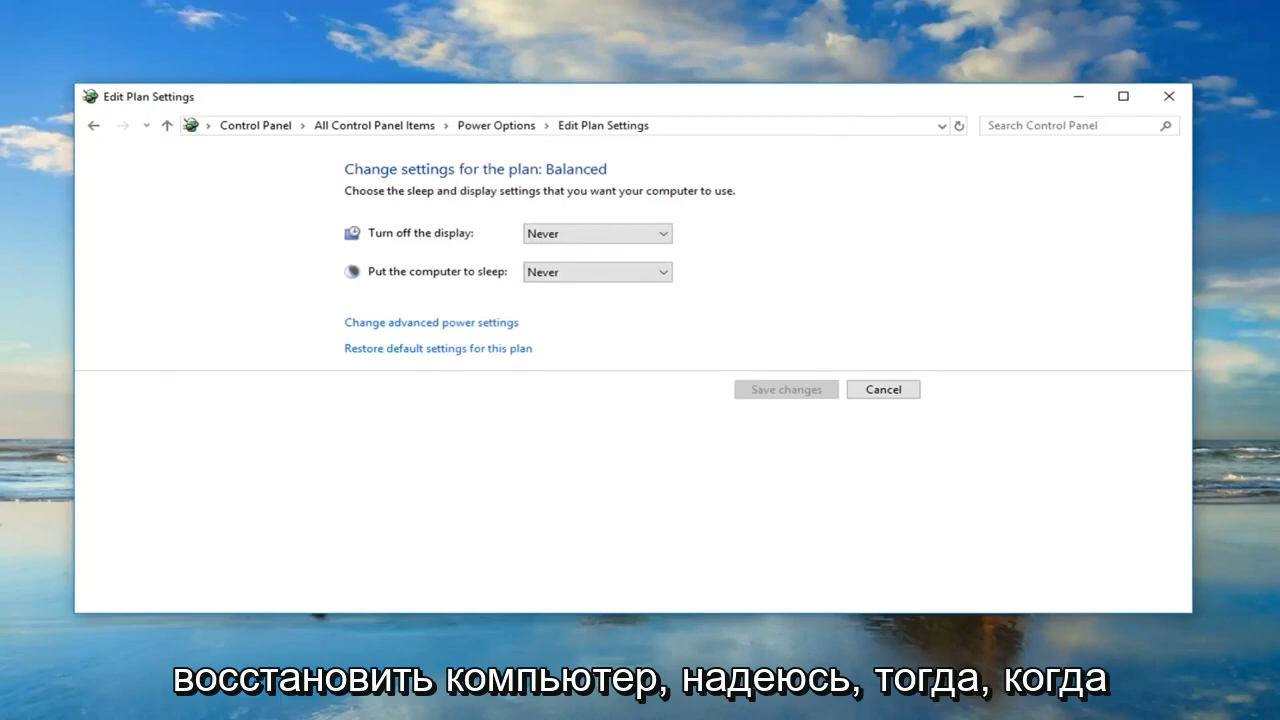 Edit Plan Settings
Control Panel > All Control Panel Items > Power Options > Edit Plan Settings
Search Control Panel
Change settings for the plan: Balanced
Choose the sleep and display settings that you want your computer to use.
Turn off the display: Never
Put the computer to sleep: Never
Change advanced power settings
Restore default settings for this plan
Save changes Cancel
восстановить компьютер, надеюсь, тогда, когда